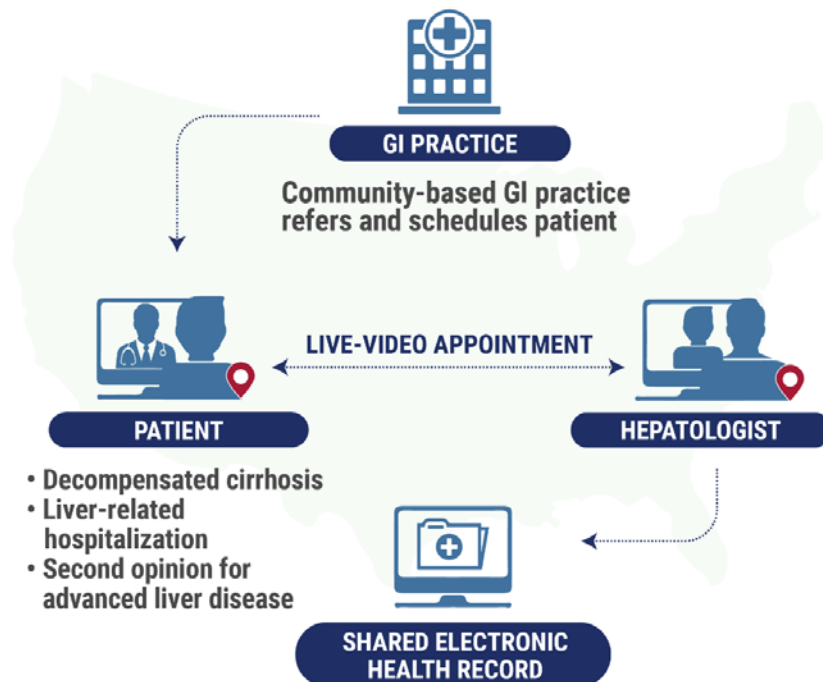 GI PRACTICE
Community-based GI practice
refers and schedules patient
LIVE-VIDEO APPOINTMENT
PATIENT
HEPATOLOGIST
• Decompensated cirrhosis
• Liver-related
hospitalization
• Second opinion for
advanced liver disease
SHARED ELECTRONIC
HEALTH RECORD